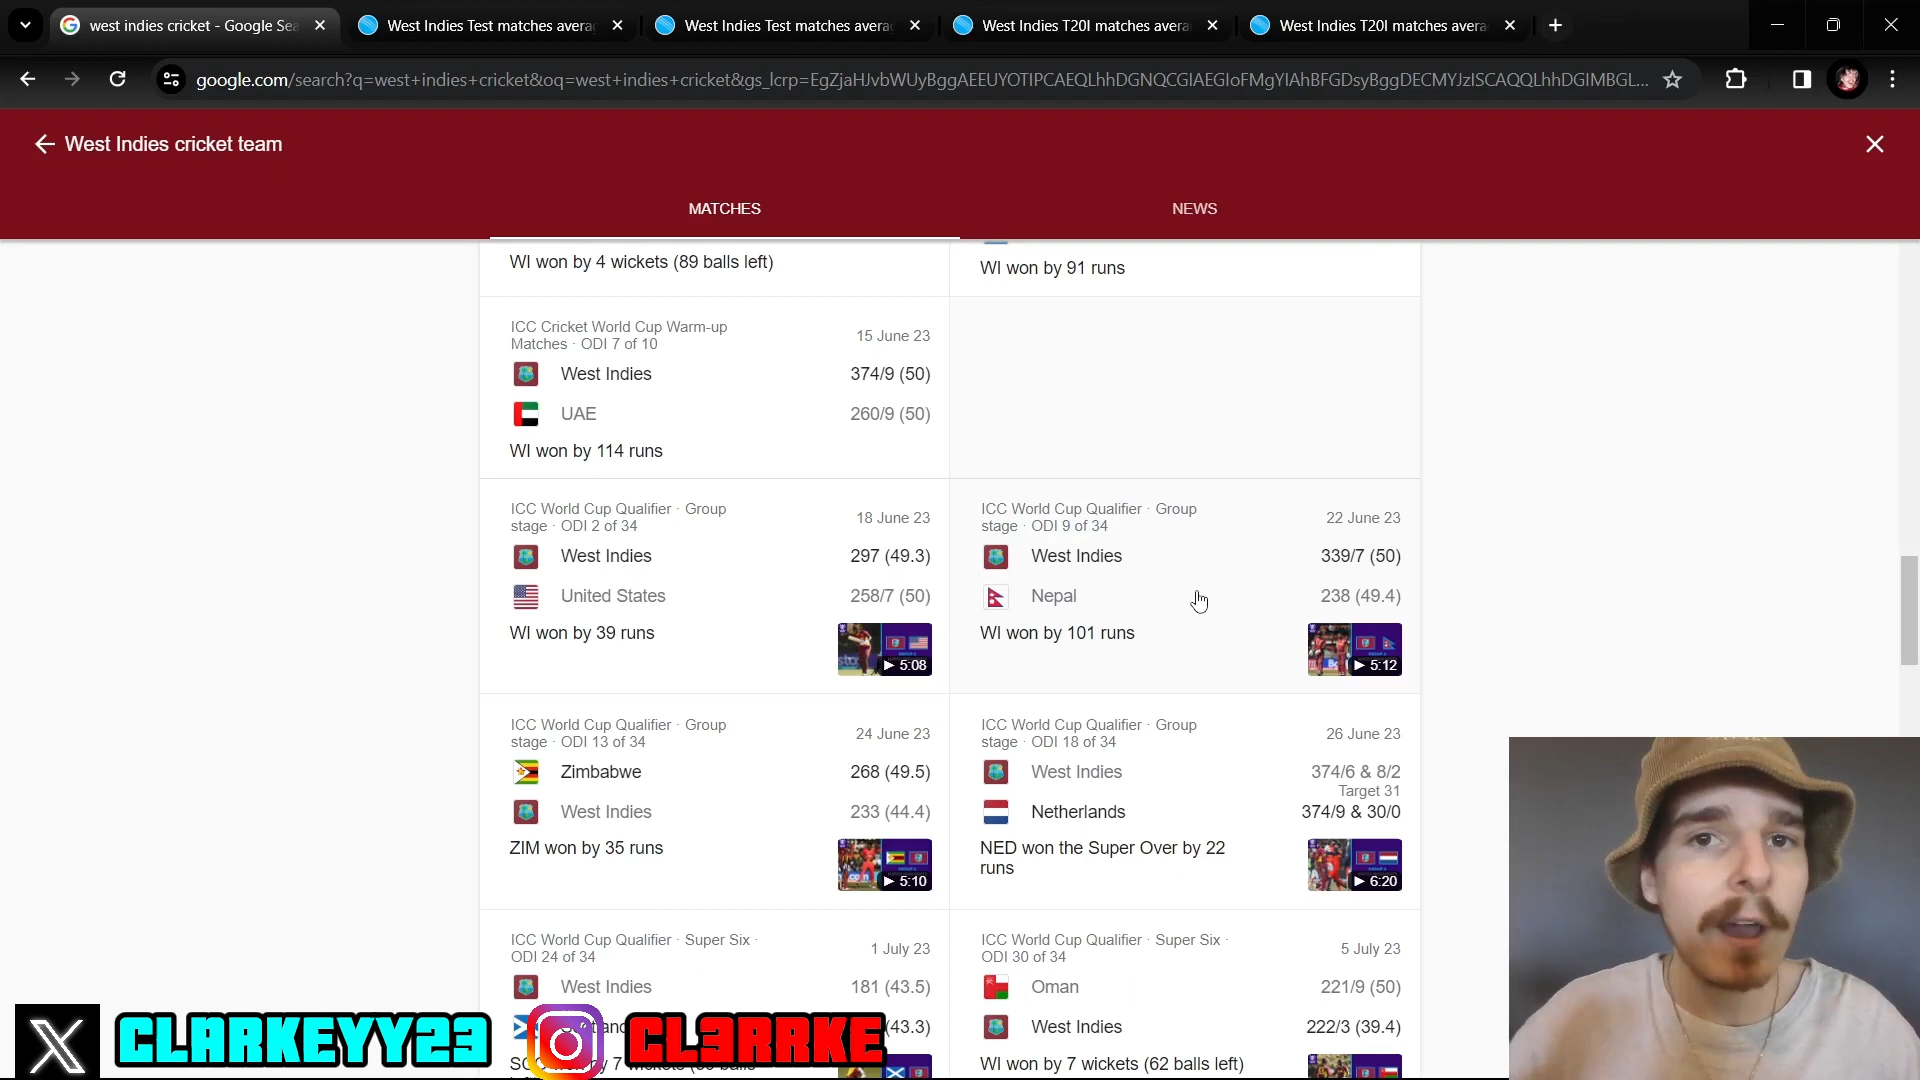 west indies cricket - Google Sea
West Indies Test matches avera
West Indies Test matches avera
West Indies T20I matches avera
West Indies T20I matches avera
google.com/search?q=west+indies+cricket&oq=west+indies+cricket&gs_lcrp=EgZjaHJvbWUyBggAEEUYOTIPCAEQLhhDGNQCGIAEGIoFMgYIAhBFGDsyBggDECMYJzISCAQQLhhDGIMBGL...
West Indies cricket team
MATCHES
NEWS
WI won by 4 wickets (89 balls left)
WI won by 91 runs
ICC Cricket World Cup Warm-up
Matches · ODI 7 of 10
15 June 23
West Indies 374/9 (50)
UAE 260/9 (50)
WI won by 114 runs
ICC World Cup Qualifier · Group
stage · ODI 2 of 34
18 June 23
West Indies 297 (49.3)
United States 258/7 (50)
WI won by 39 runs
5:08
ICC World Cup Qualifier · Group
stage · ODI 9 of 34
22 June 23
West Indies 339/7 (50)
Nepal 238 (49.4)
WI won by 101 runs
5:12
ICC World Cup Qualifier · Group
stage · ODI 13 of 34
24 June 23
Zimbabwe 268 (49.5)
West Indies 233 (44.4)
ZIM won by 35 runs
5:10
ICC World Cup Qualifier · Group
stage · ODI 18 of 34
26 June 23
West Indies 374/6 & 8/2
Target 31
Netherlands 374/9 & 30/0
NED won the Super Over by 22
runs
6:20
ICC World Cup Qualifier · Super Six ·
ODI 24 of 34
1 July 23
West Indies 181 (43.5)
(43.3)
ICC World Cup Qualifier · Super Six ·
ODI 30 of 34
5 July 23
Oman 221/9 (50)
West Indies 222/3 (39.4)
WI won by 7 wickets (62 balls left)
X CLARKEYY23
CL3RRKE